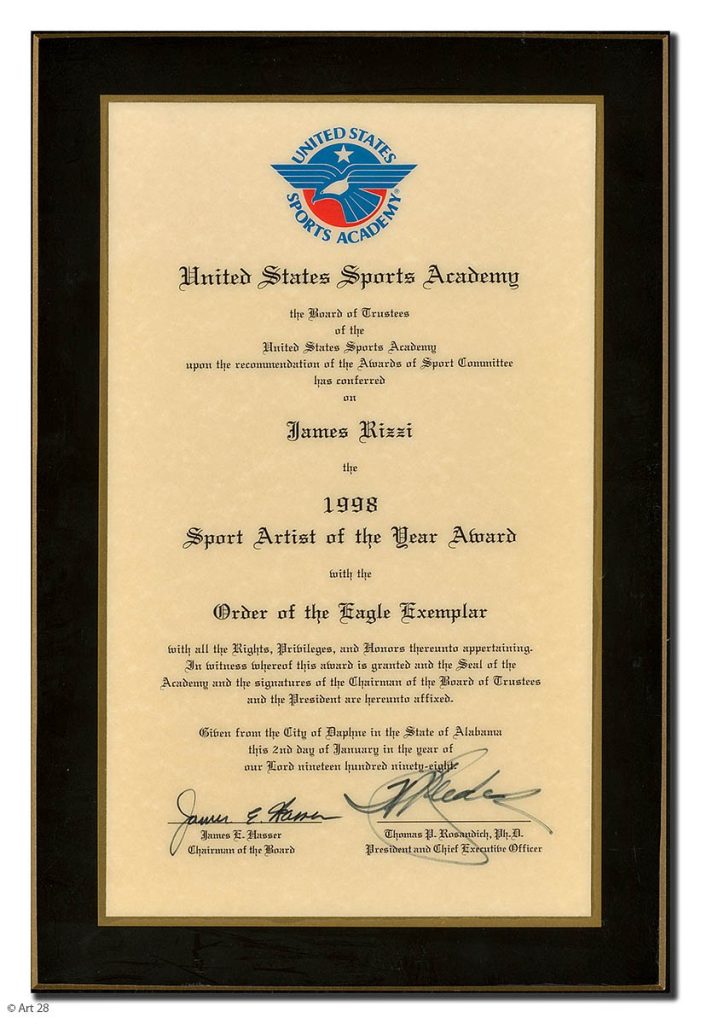 UNITED STATES
SPORTS ACADEMY®
United States Sports Academy
the Board of Trustees
of the
United States Sports Academy
upon the recommendation of the Awards of Sport Committee
has conferred
on
James Rizzi
the
1998
Sport Artist of the Year Award
with the
Order of the Eagle Exemplar
with all the Rights, Privileges, and Honors thereunto appertaining.
In witness whereof this award is granted and the Seal of the
Academy and the signatures of the Chairman of the Board of Trustees
and the President are hereunto affixed.
Given from the City of Daphne in the State of Alabama
this 2nd day of January in the year of
our Lord nineteen hundred ninety-eight.
James E. Hasser
James E. Hasser
Chairman of the Board
Thomas P. Rosandich, Ph.D.
President and Chief Executive Officer
© Art 28